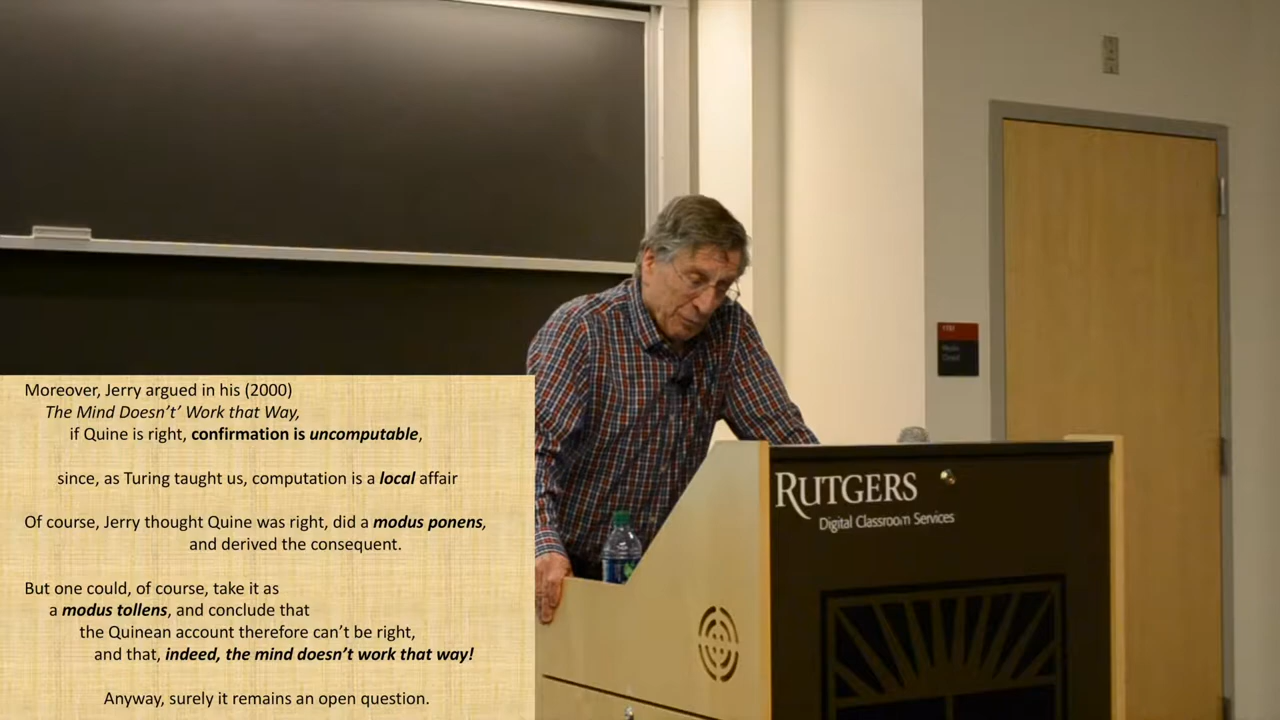 Moreover, Jerry argued in his (2000)
The Mind Doesn't' Work that Way,
if Quine is right, confirmation is uncomputable,
since, as Turing taught us, computation is a local affair
Of course, Jerry thought Quine was right, did a modus ponens,
and derived the consequent.
But one could, of course, take it as
a modus tollens, and conclude that
the Quinean account therefore can't be right,
and that, indeed, the mind doesn't work that way!
Anyway, surely it remains an open question.
RUTGERS
Digital Classroom Services